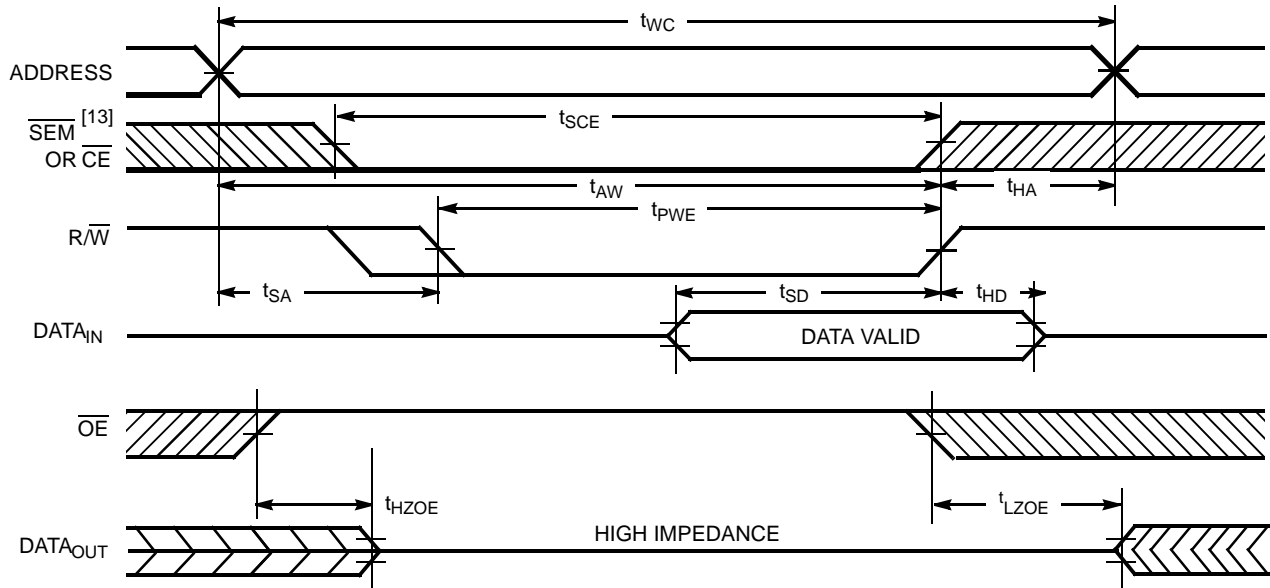 tWC
ADDRESS
SEM [13]
OR CE
tSCE
tAW
tHA
tPWE
R/W
tSA
tSD
tHD
DATAIN
DATA VALID
OE
tHZOE
tLZOE
HIGH IMPEDANCE
DATAOUT